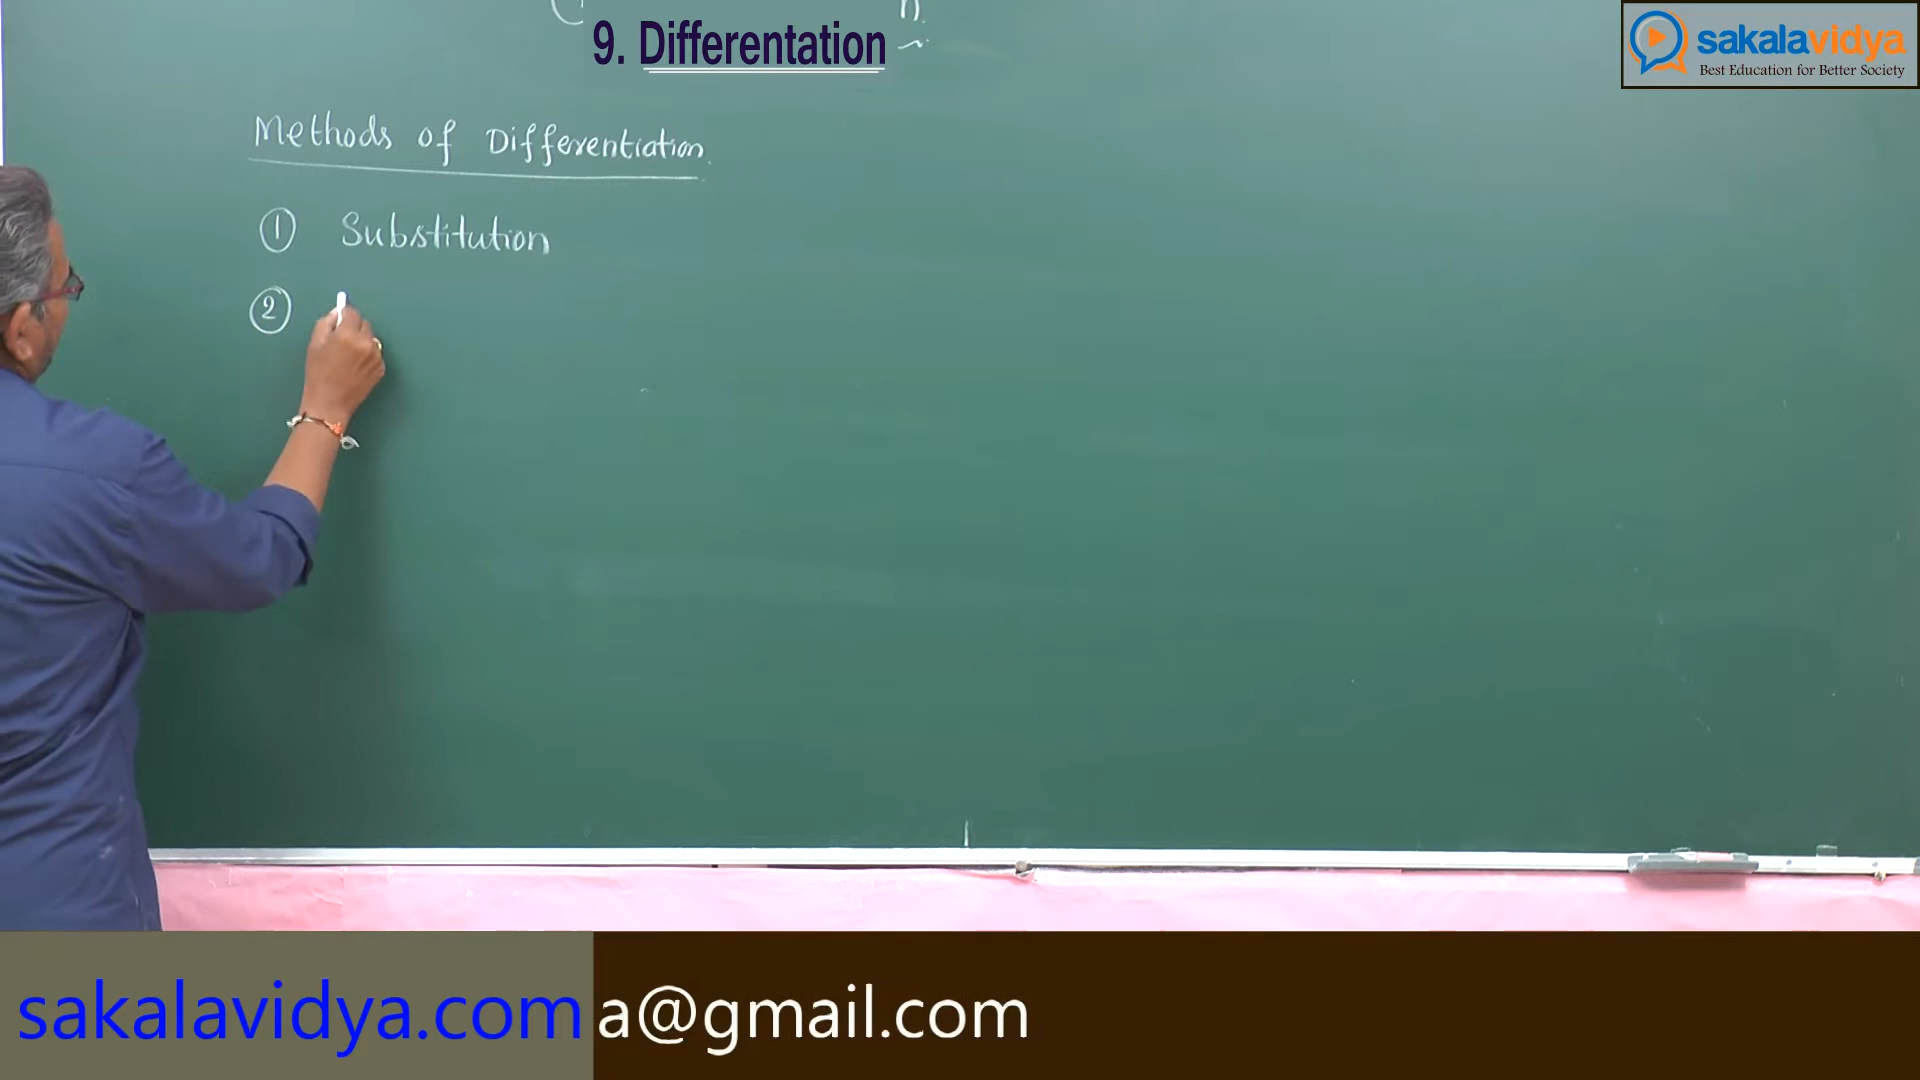 9. Differentation
sakalavidya
Best Education for Better Society
Methods of Differentiation.
① Substitution
②
sakalavidya.com
a@gmail.com